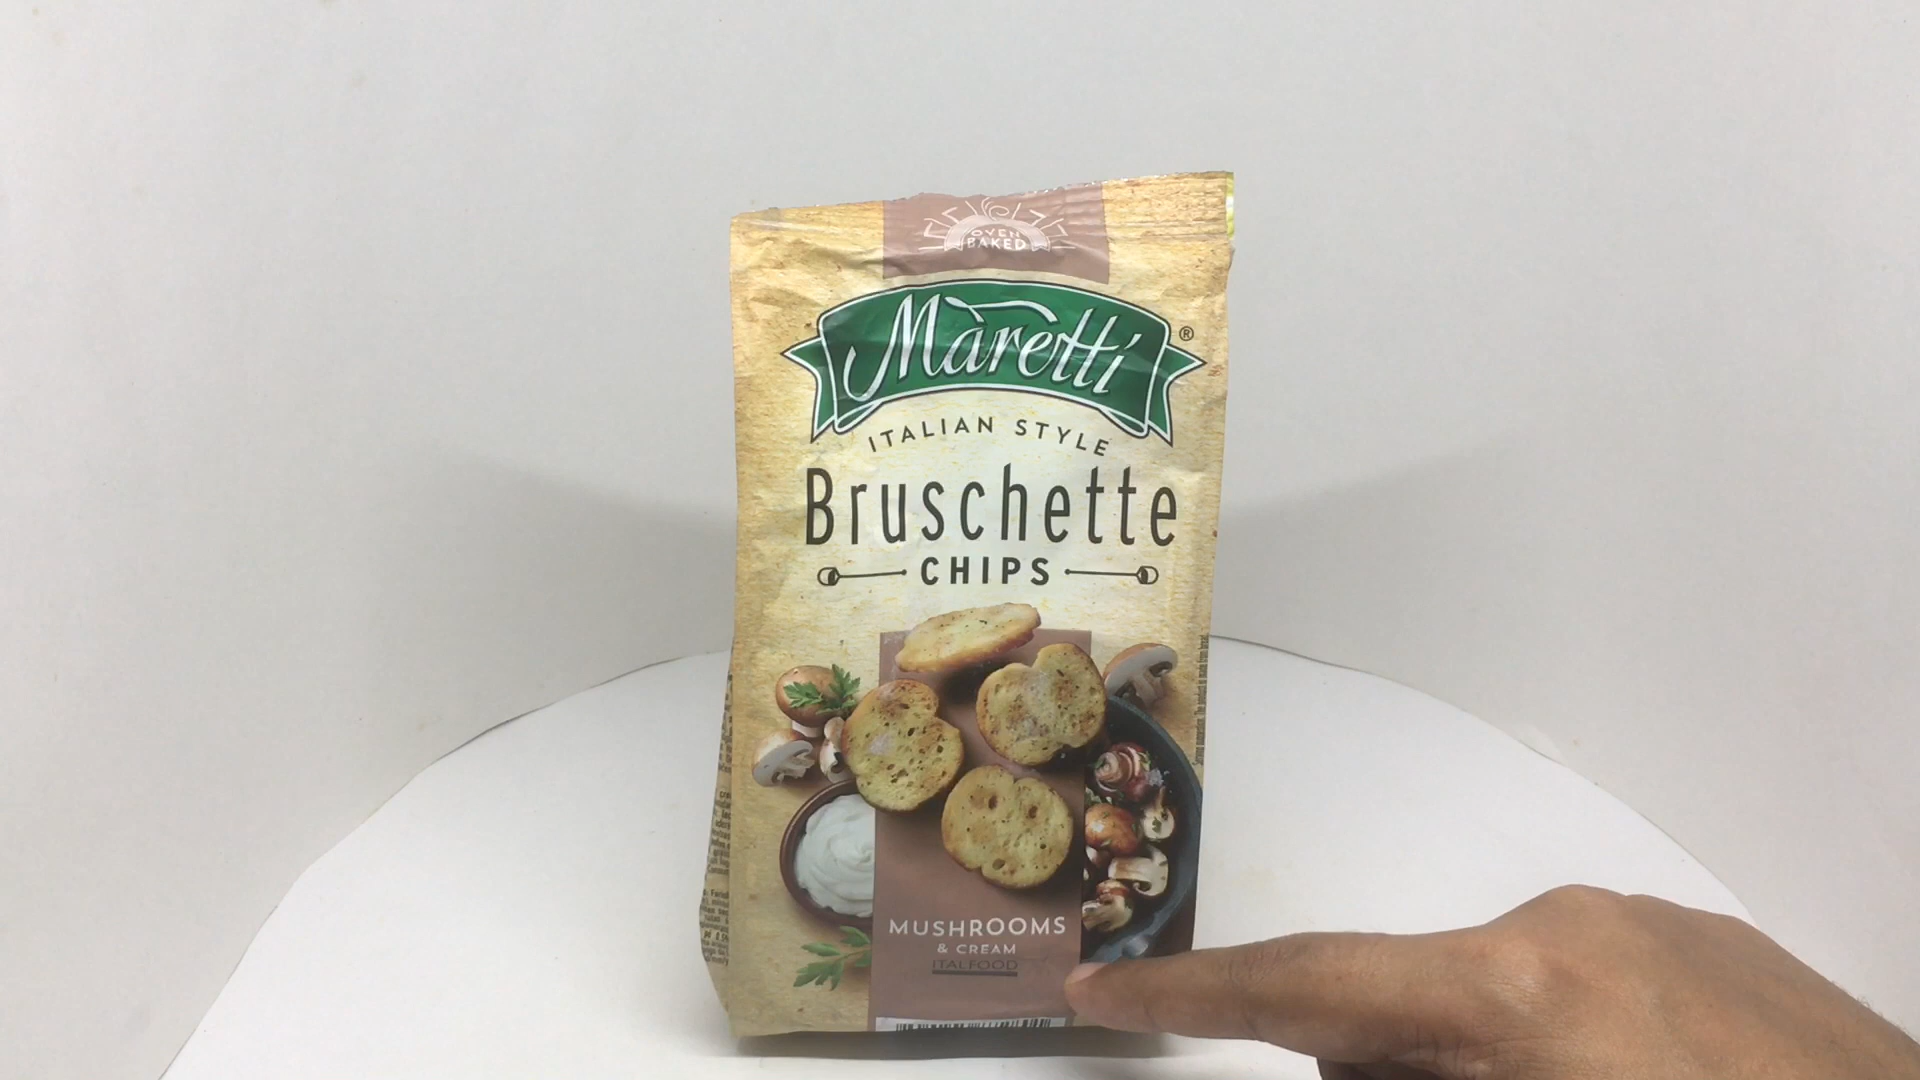 OVEN
BAKED
Maretti
®
ITALIAN STYLE
Bruschette
CHIPS
MUSHROOMS
& CREAM
ITALFOOD